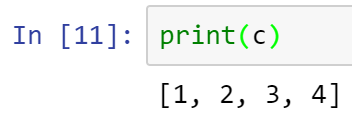 In [11]: print(c)
[1, 2, 3, 4]